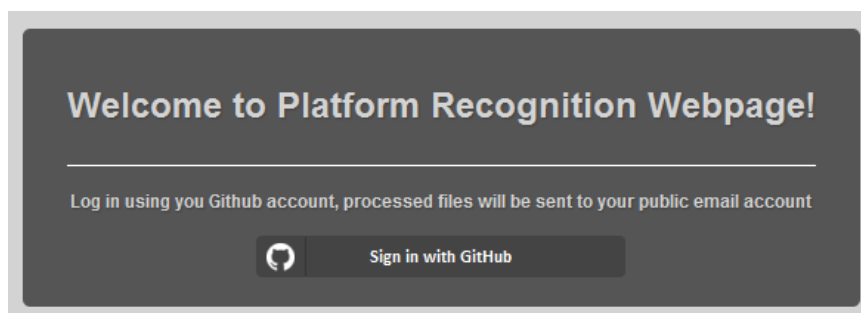 Welcome to Platform Recognition Webpage!
Log in using you Github account, processed files will be sent to your public email account
Sign in with GitHub